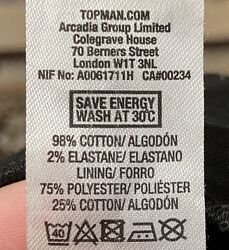 TOPMAN.COM
Arcadia Group Limited
Colegrave House
70 Berners Street
London W1T 3NL
NIF No: A0061711H CA#00234
SAVE ENERGY
WASH AT 30°C
98% COTTON/ ALGODÓN
2% ELASTANE/ ELASTANO
LINING/ FORRO
75% POLYESTER/ POLIÉSTER
25% COTTON/ ALGODÓN
40